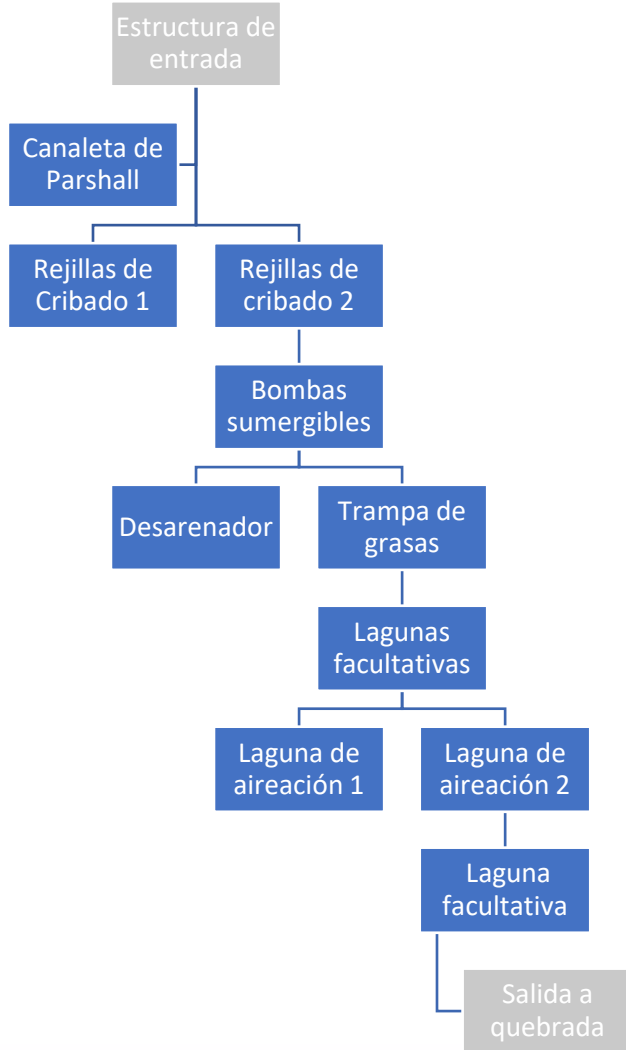 Estructura de
entrada
Canaleta de
Parshall
Rejillas de
Cribado 1
Rejillas de
cribado 2
Bombas
sumergibles
Desarenador
Trampa de
grasas
Lagunas
facultativas
Laguna de
aireación 1
Laguna de
aireación 2
Laguna
facultativa
Salida a
quebrada